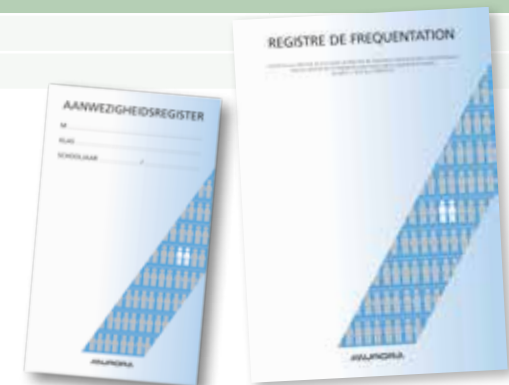 AANWEZIGHEIDSREGISTER
M
KLAS
SCHOOLJAAR /
AURORA
REGISTRE DE FREQUENTATION
AURORA